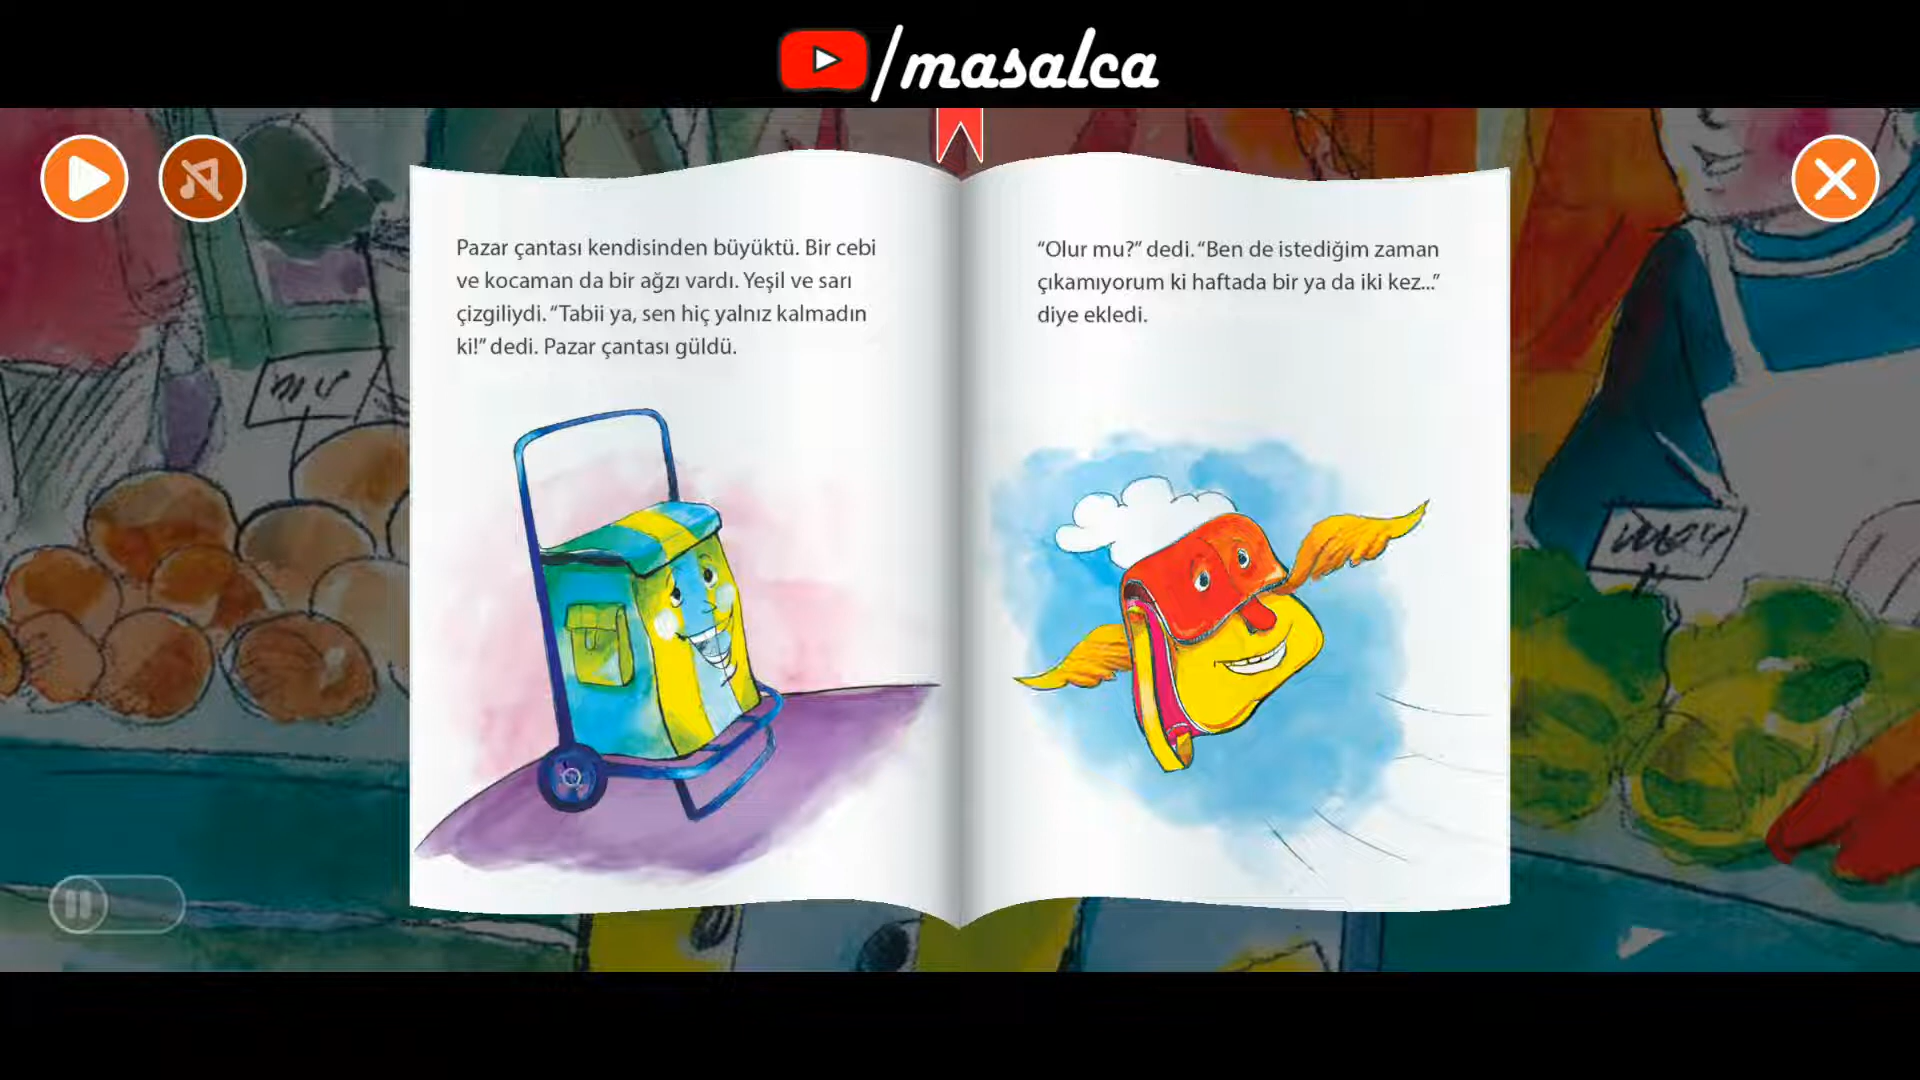 /masalca
Pazar çantası kendisinden büyüktü. Bir cebi
ve kocaman da bir ağzı vardı. Yeşil ve sarı
çizgiliydi. “Tabii ya, sen hiç yalnız kalmadın
ki!” dedi. Pazar çantası güldü.
“Olur mu?” dedi. “Ben de istediğim zaman
çıkamıyorum ki haftada bir ya da iki kez...”
diye ekledi.